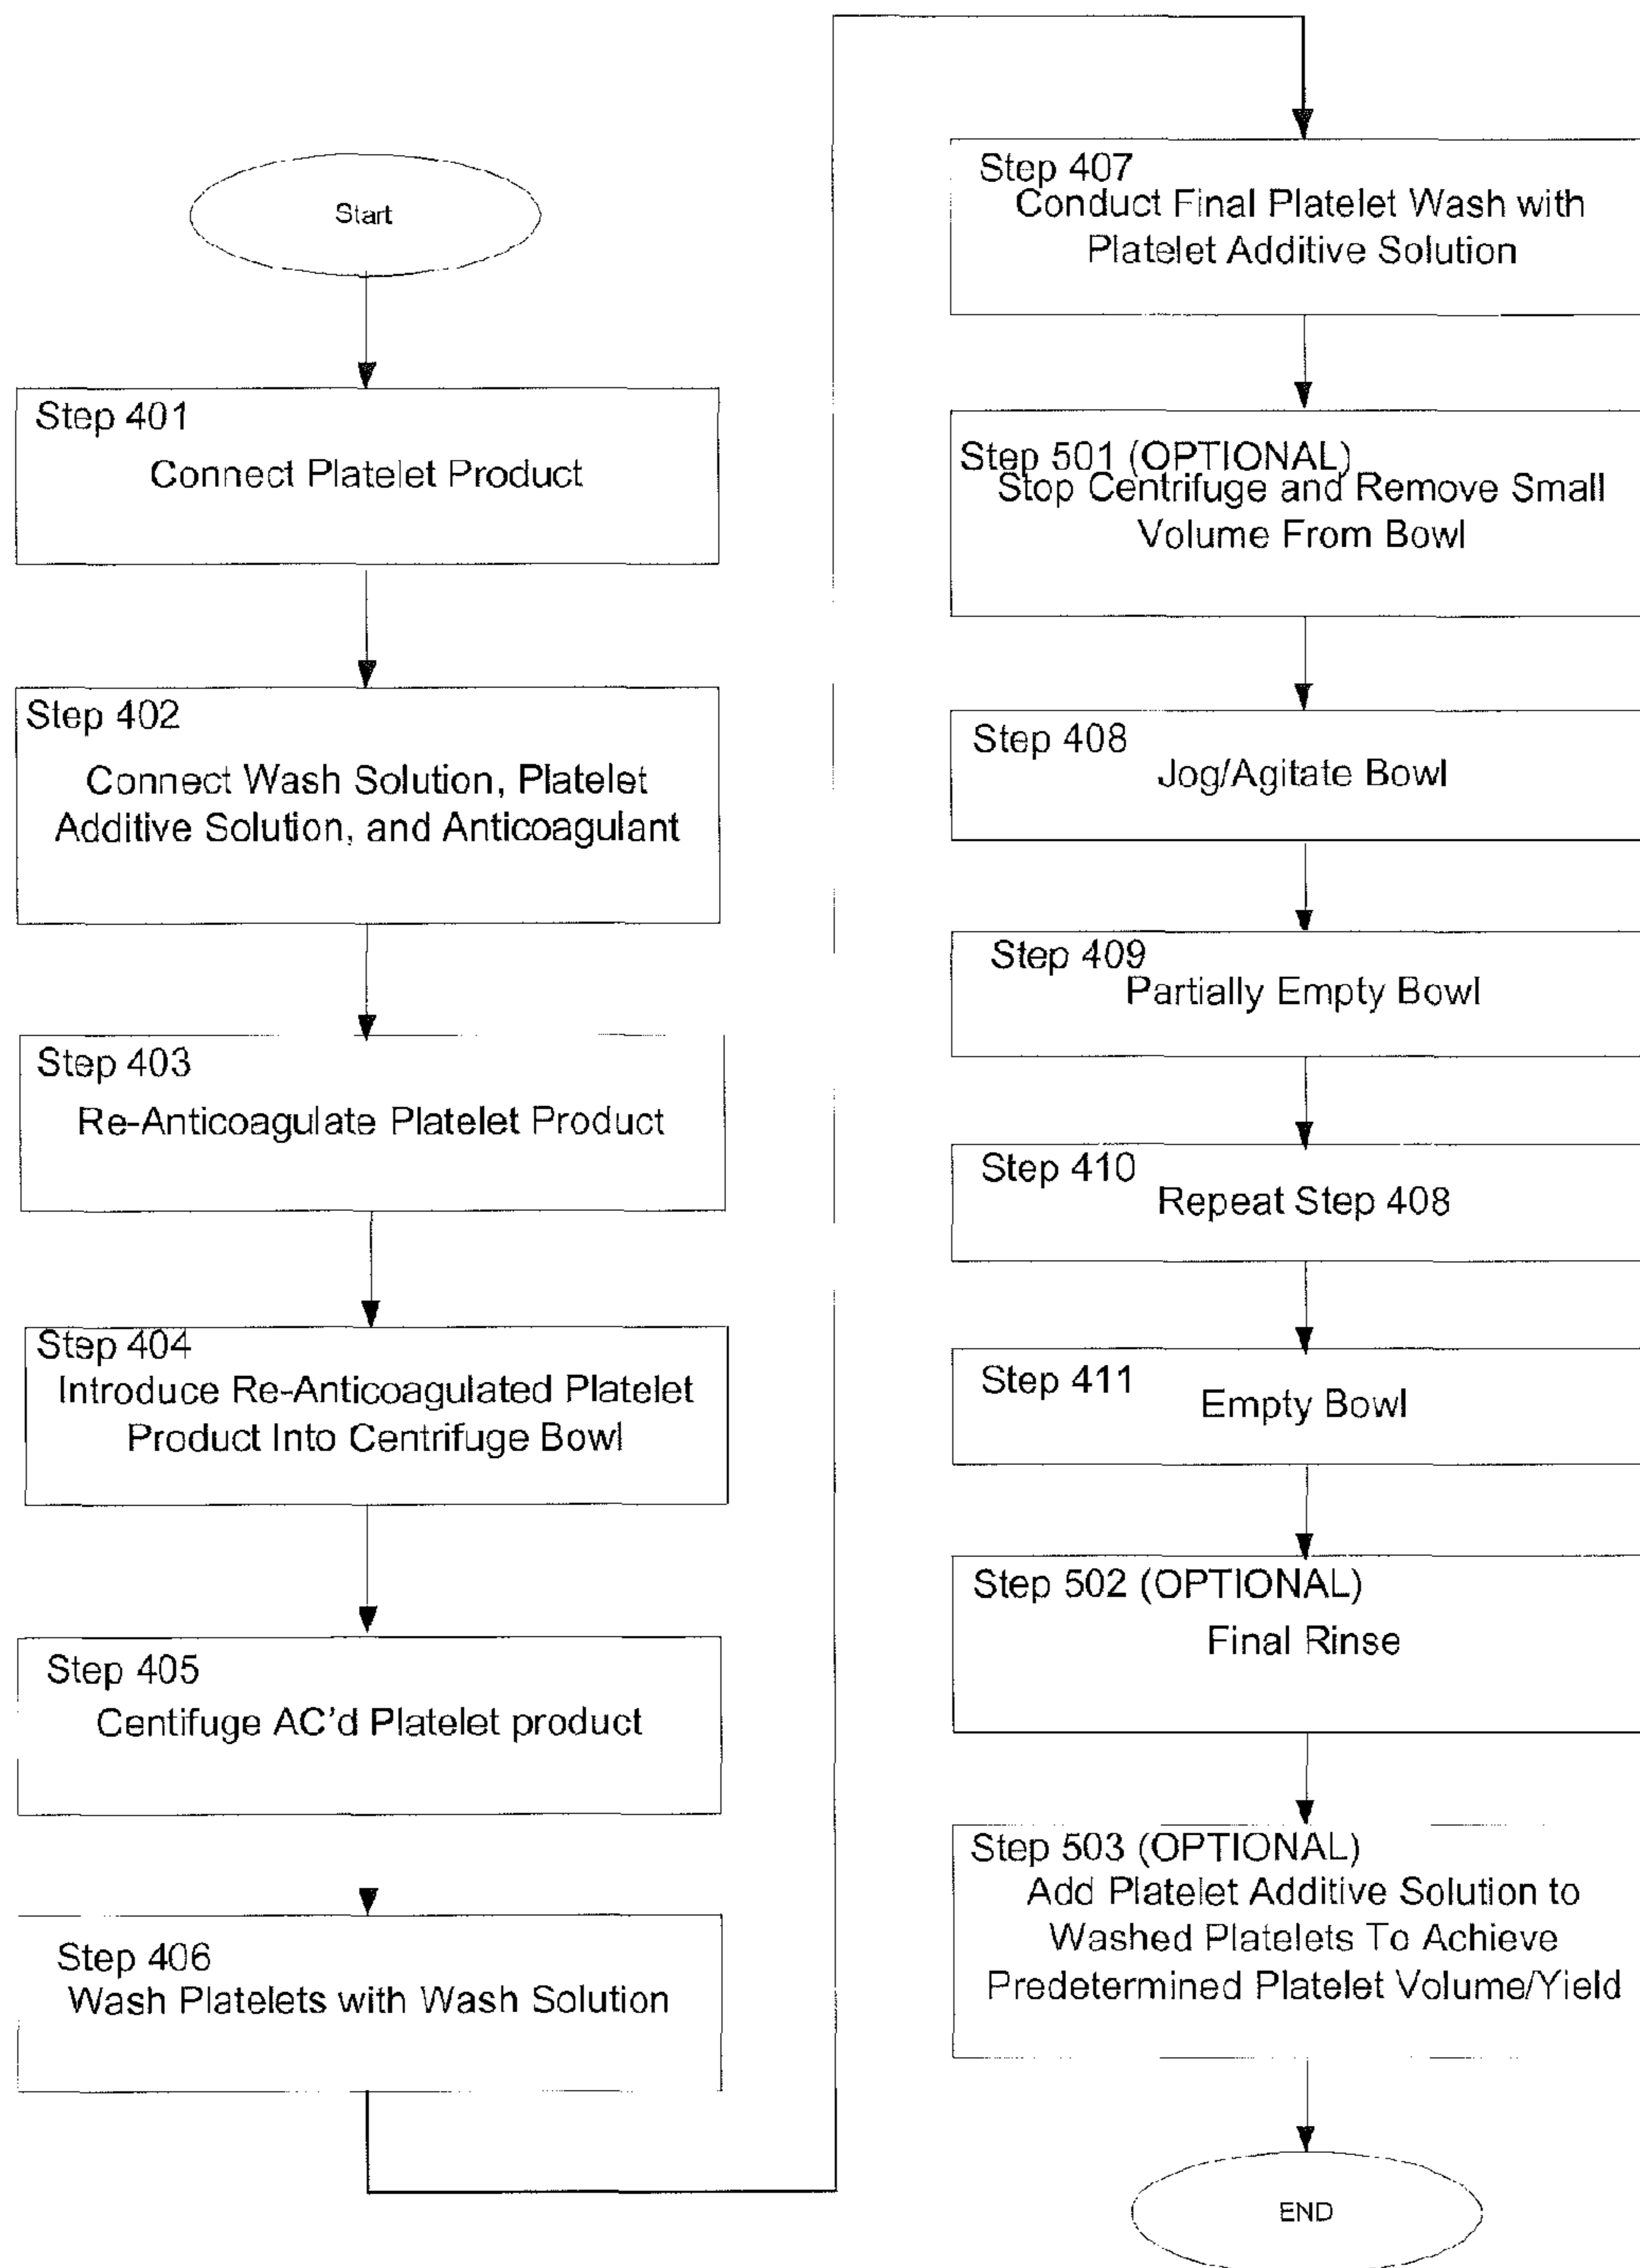 Start
Step 401
Connect Platelet Product
Step 402
Connect Wash Solution, Platelet
Additive Solution, and Anticoagulant
Step 403
Re-Anticoagulate Platelet Product
Step 404
Introduce Re-Anticoagulated Platelet
Product Into Centrifuge Bowl
Step 405
Centifuge AC'd Platelet product
Step 406
Wash Platelets with Wash Solution
Step 407
Conduct Final Platelet Wash with
Platelet Additive Solution
Step 501 (OPTIONAL)
Stop Centrifuge and Remove Small
Volume From Bowl
Step 408
Jog/Agitate Bowl
Step 409
Partially Empty Bowl
Step 410
Repeat Step 408
Step 411
Empty Bowl
Step 502 (OPTIONAL)
Final Rinse
Step 503 (OPTIONAL)
Add Platelet Additive Solution to
Washed Platelets To Achieve
Predetermined Platelet Volume/Yield
END